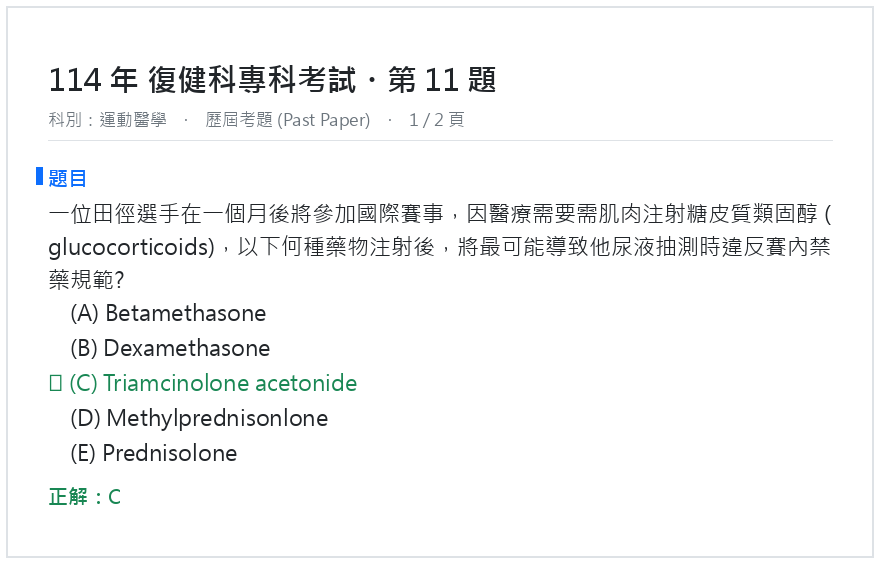 114 年 復健科專科考試・第 11 題
科別：運動醫學 · 歷屆考題 (Past Paper) · 1 / 2 頁
題目
一位田徑選手在一個月後將參加國際賽事，因醫療需要需肌肉注射糖皮質類固醇 (
glucocorticoids)，以下何種藥物注射後，將最可能導致他尿液抽測時違反賽內禁
藥規範?
(A) Betamethasone
(B) Dexamethasone
(C) Triamcinolone acetonide
(D) Methylprednisonlone
(E) Prednisolone
正解：C